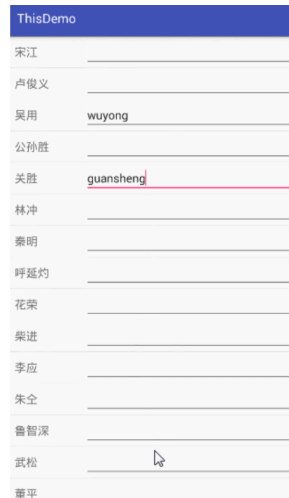 ThisDemo
宋江
卢俊义
吴用 wuyong
公孙胜
关胜 guansheng
林冲
秦明
呼延灼
花荣
柴进
李应
朱仝
鲁智深
武松
董平